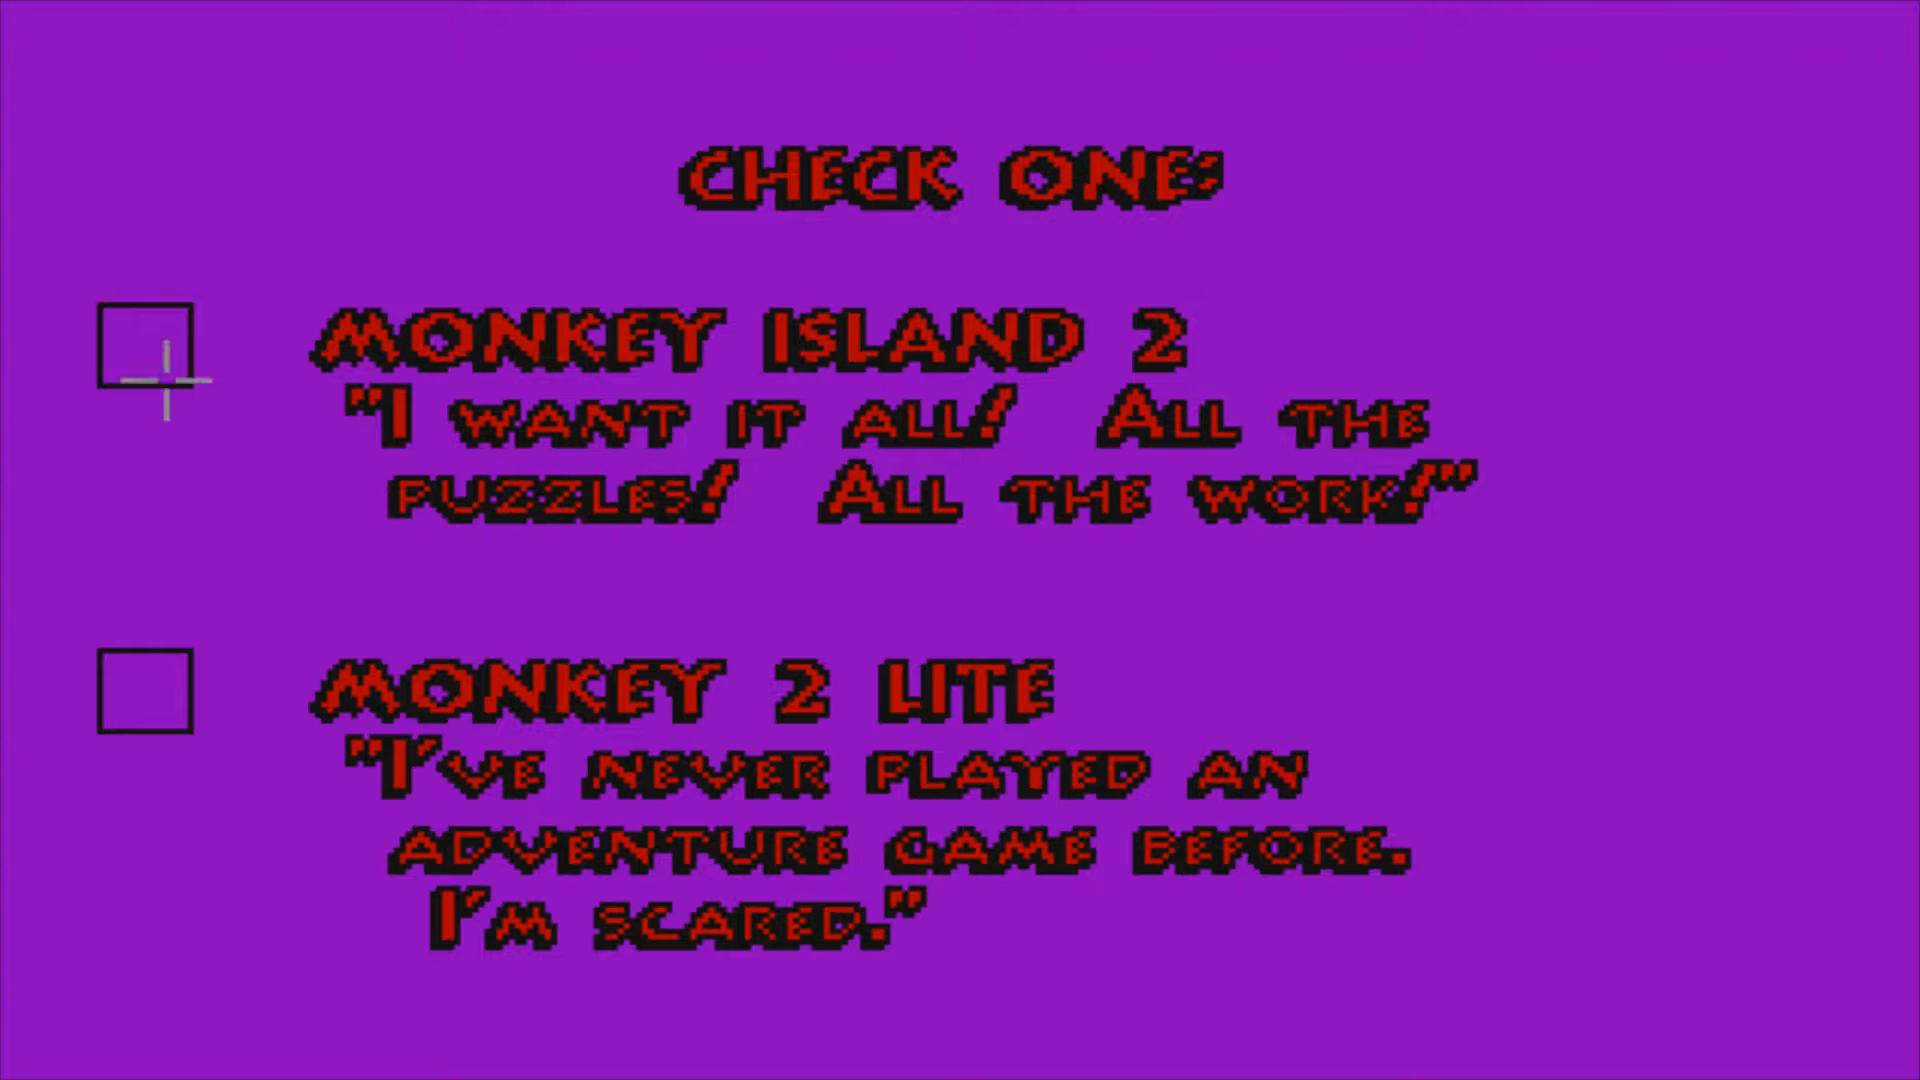 CHECK ONE:
MONKEY ISLAND 2
"I WANT IT ALL!  ALL THE
PUZZLES!  ALL THE WORK!"
MONKEY 2 LITE
"I'VE NEVER PLAYED AN
ADVENTURE GAME BEFORE.
I'M SCARED."